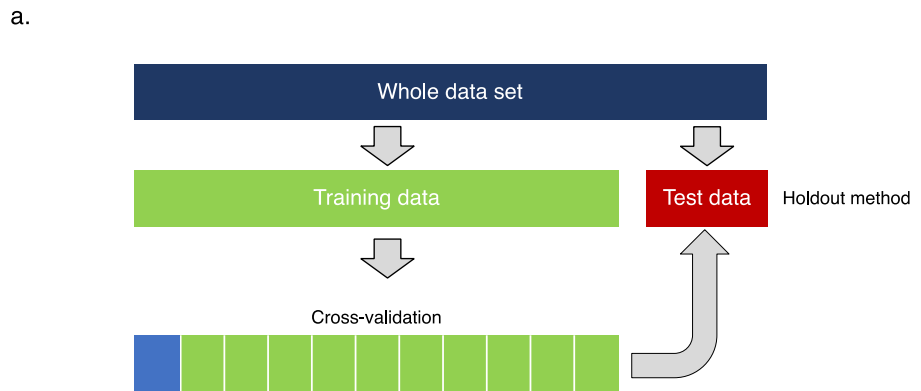 a.
Whole data set
Training data
Test data
Holdout method
Cross-validation